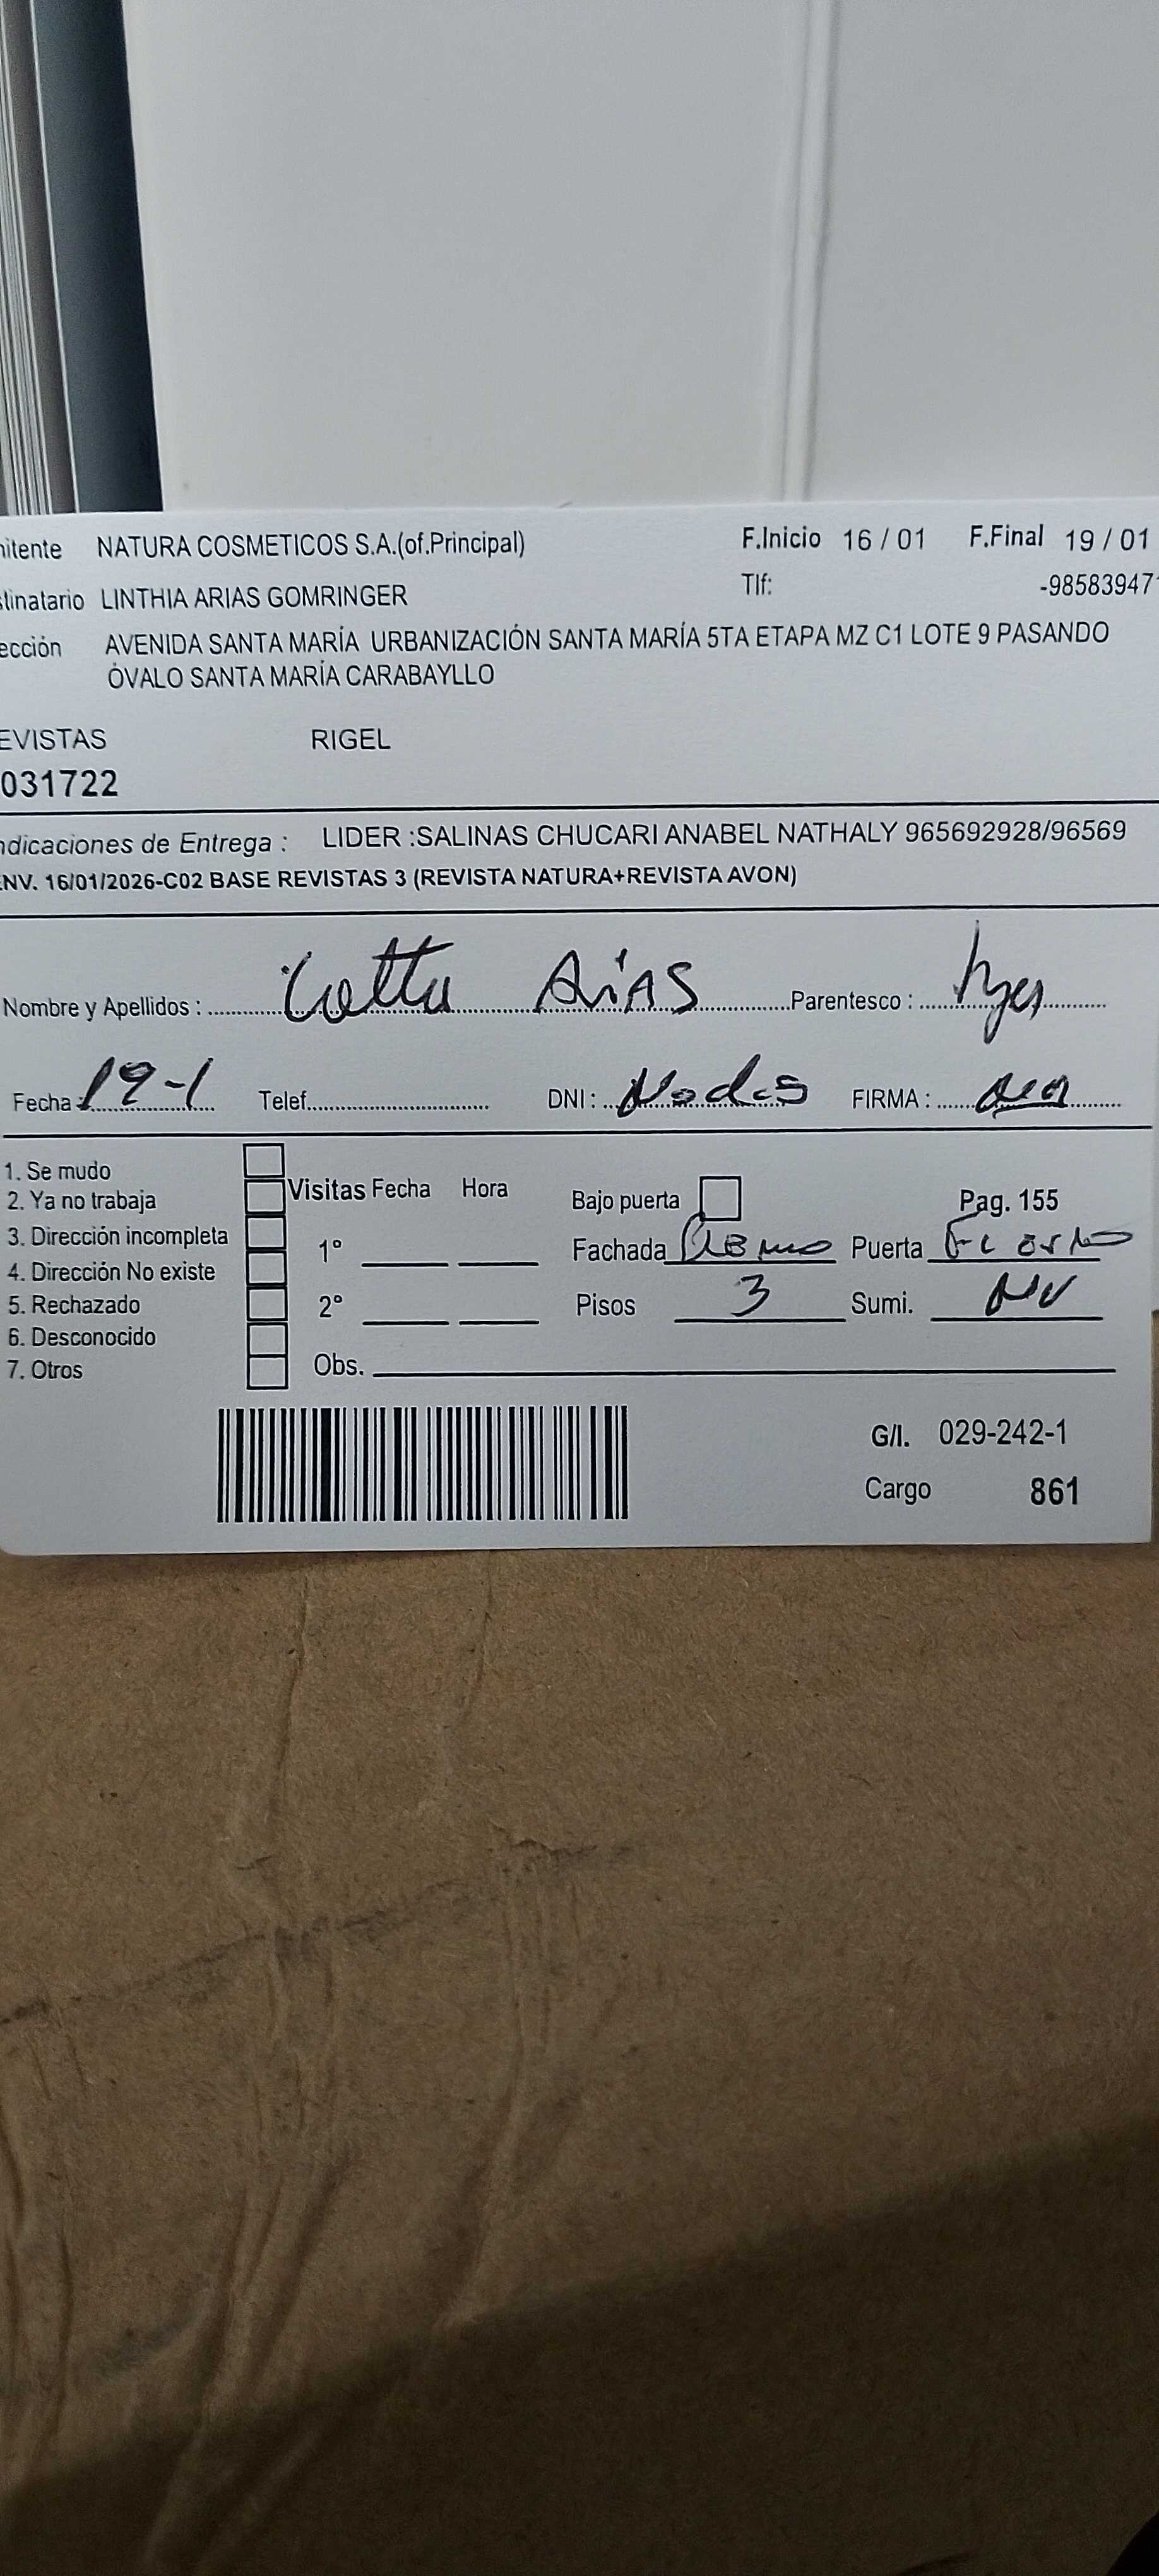 mitente NATURA COSMETICOS S.A.(of.Principal) F.Inicio 16 / 01 F.Final 19 / 01
stinatario LINTHIA ARIAS GOMRINGER Tlf: -98583947
ección AVENIDA SANTA MARÍA URBANIZACIÓN SANTA MARÍA 5TA ETAPA MZ C1 LOTE 9 PASANDO
ÓVALO SANTA MARÍA CARABAYLLO
EVISTAS RIGEL
031722
ndicaciones de Entrega : LIDER :SALINAS CHUCARI ANABEL NATHALY 965692928/96569
ENV. 16/01/2026-C02 BASE REVISTAS 3 (REVISTA NATURA+REVISTA AVON)
Nombre y Apellidos : Arias Parentesco :
Fecha : 19-1 Telef. DNI : FIRMA :
1. Se mudo
2. Ya no trabaja Visitas Fecha Hora Bajo puerta Pag. 155
3. Dirección incompleta 1° Fachada Puerta
4. Dirección No existe
5. Rechazado 2° Pisos 3 Sumi.
6. Desconocido
7. Otros Obs.
G/I. 029-242-1
Cargo 861